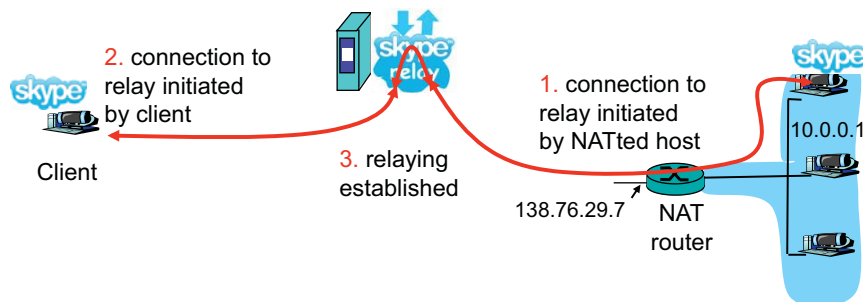 2. connection to
relay initiated
by client
skype
Client
skype
relay
3. relaying
established
1. connection to
relay initiated
by NATted host
138.76.29.7
NAT
router
skype
10.0.0.1